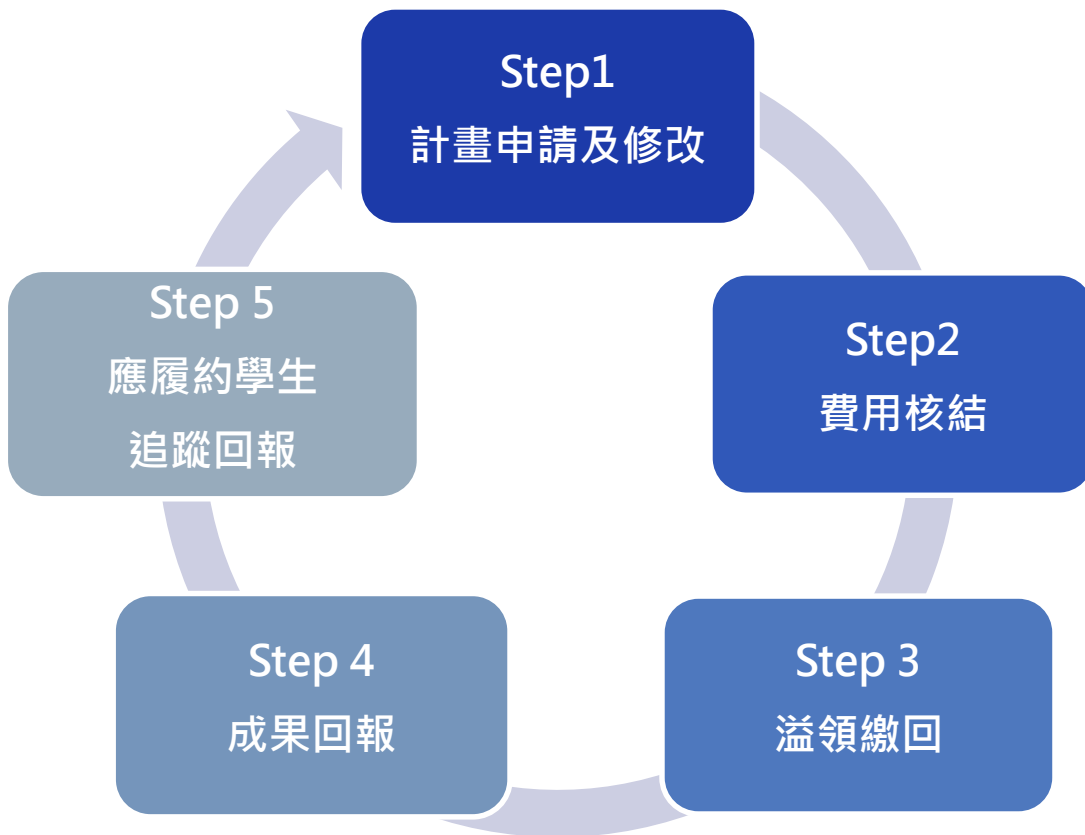 Step1
計畫申請及修改
Step2
費用核結
Step 3
溢領繳回
Step 4
成果回報
Step 5
應履約學生
追蹤回報